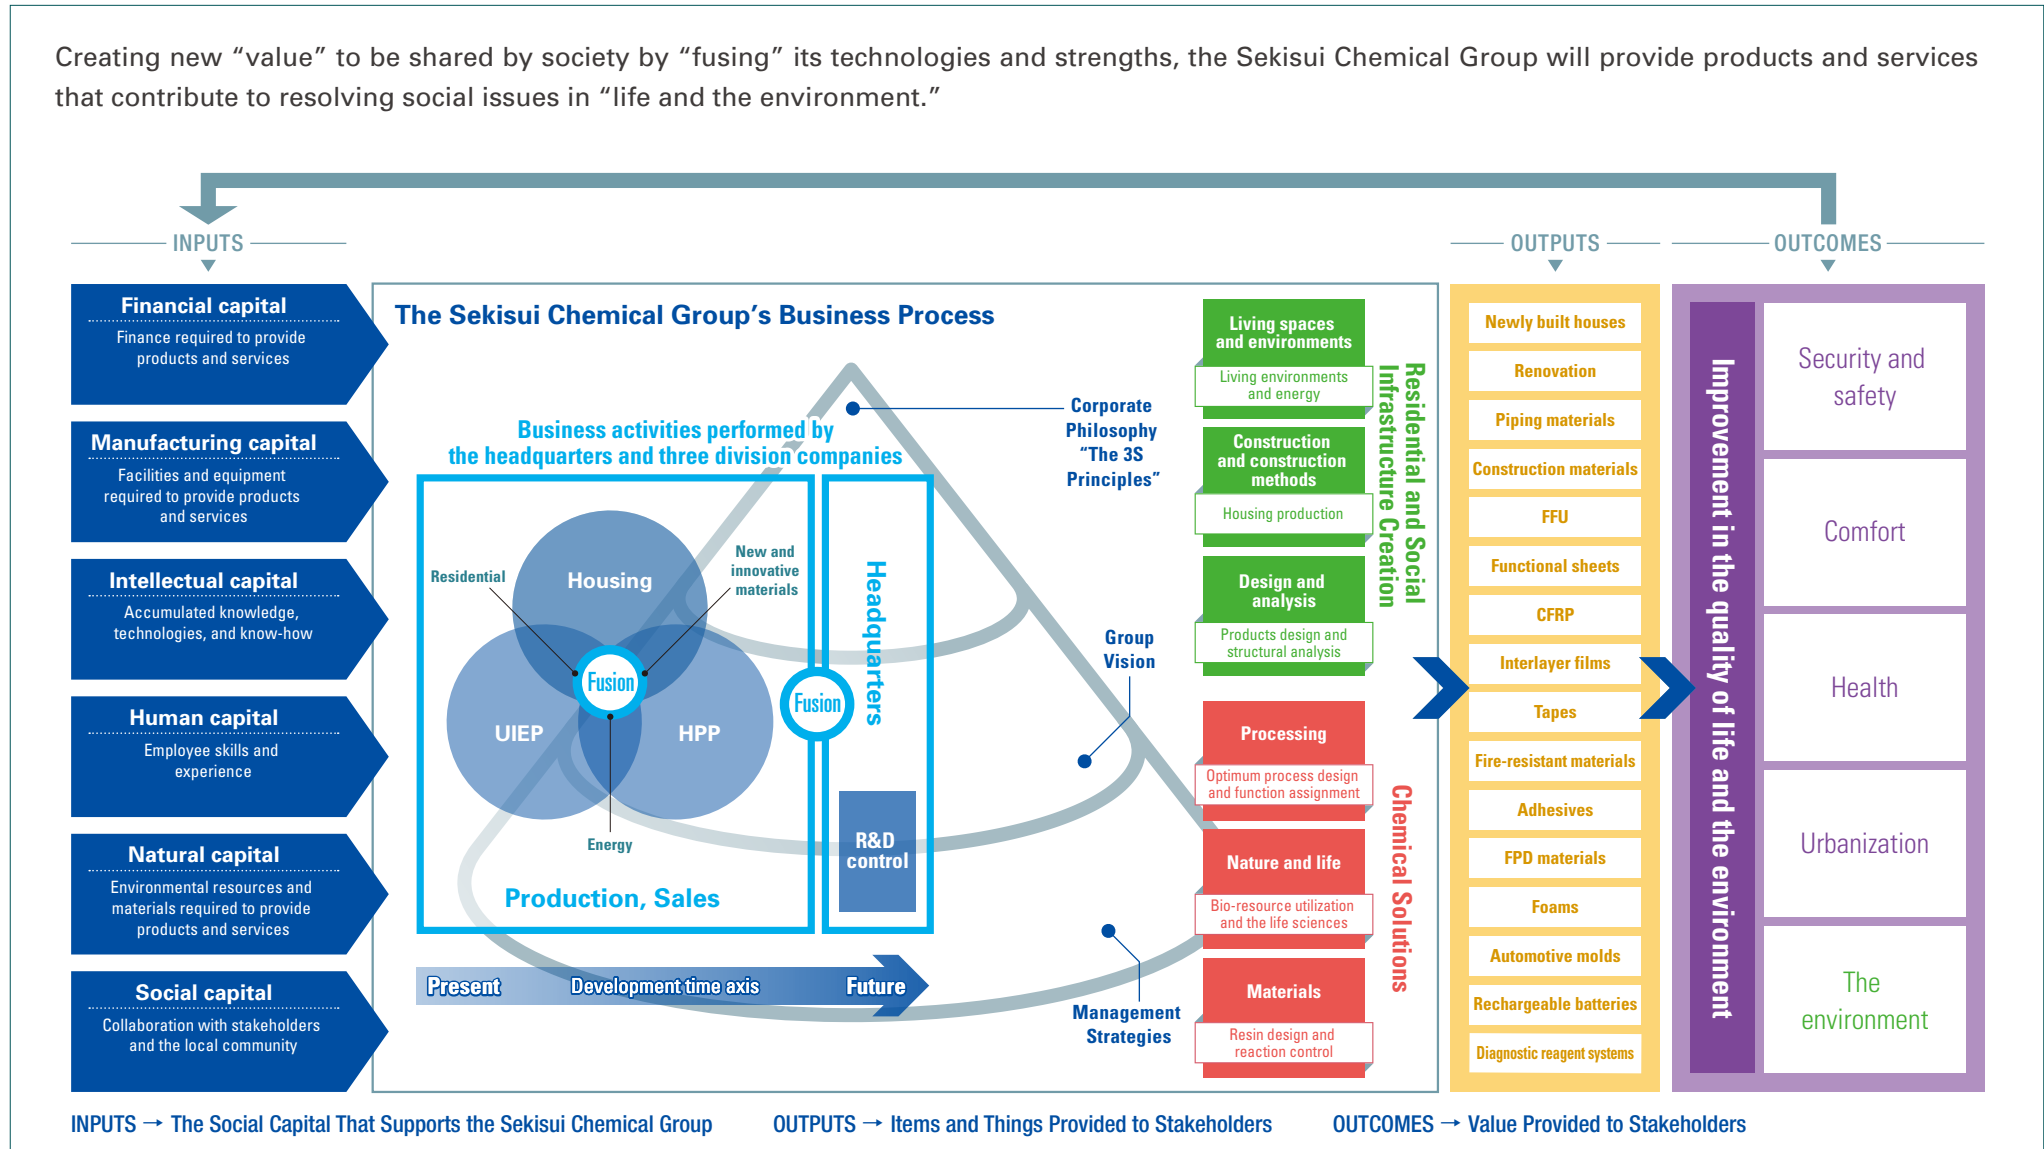 Creating new “value” to be shared by society by “fusing” its technologies and strengths, the Sekisui Chemical Group will provide products and services
that contribute to resolving social issues in “life and the environment.”
INPUTS
Financial capital
Finance required to provide
products and services
Manufacturing capital
Facilities and equipment
required to provide products
and services
Intellectual capital
Accumulated knowledge,
technologies, and know-how
Human capital
Employee skills and
experience
Natural capital
Environmental resources and
materials required to provide
products and services
Social capital
Collaboration with stakeholders
and the local community
The Sekisui Chemical Group’s Business Process
Business activities performed by
the headquarters and three division companies
Residential
Housing
New and
innovative
materials
Fusion
UIEP
HPP
Energy
Production, Sales
Fusion
Headquarters
R&D
control
Present
Development time axis
Future
Corporate
Philosophy
“The 3S
Principles”
Group
Vision
Management
Strategies
Living spaces
and environments
Living environments
and energy
Construction
and construction
methods
Housing production
Design and
analysis
Products design and
structural analysis
Residential and Social
Infrastructure Creation
Processing
Optimum process design
and function assignment
Nature and life
Bio-resource utilization
and the life sciences
Materials
Resin design and
reaction control
Chemical Solutions
OUTPUTS
Newly built houses
Renovation
Piping materials
Construction materials
FFU
Functional sheets
CFRP
Interlayer films
Tapes
Fire-resistant materials
Adhesives
FPD materials
Foams
Automotive molds
Rechargeable batteries
Diagnostic reagent systems
OUTCOMES
Improvement in the quality of life and the environment
Security and
safety
Comfort
Health
Urbanization
The
environment
INPUTS → The Social Capital That Supports the Sekisui Chemical Group
OUTPUTS → Items and Things Provided to Stakeholders
OUTCOMES → Value Provided to Stakeholders